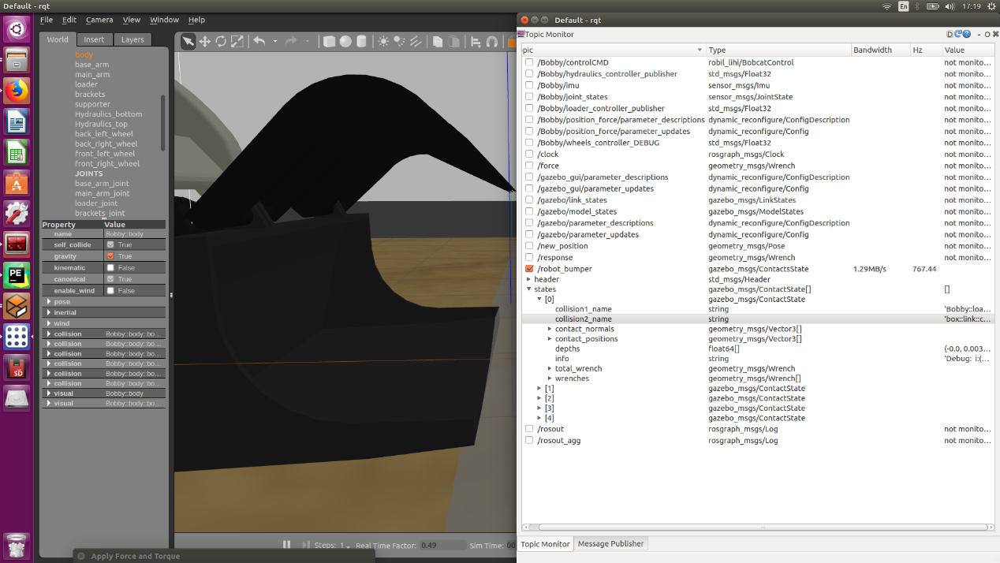 Default - rqt
En
17:19
File Edit Camera View Window Help
World Insert Layers
body
base_arm
main_arm
loader
brackets
supporter
Hydraulics_bottom
Hydraulics_top
back_left_wheel
back_right_wheel
front_left_wheel
front_right_wheel
JOINTS
base_arm_joint
main_arm_joint
loader_joint
brackets_joint
Property Value
name Bobby::body
self_collide True
gravity True
kinematic False
canonical True
enable_wind False
pose
inertial
wind
collision Bobby::body::bo...
collision Bobby::body::bo...
collision Bobby::body::bo...
collision Bobby::body::bo...
collision Bobby::body::bo...
collision Bobby::body::bo...
visual Bobby::body
visual Bobby::body::bo...
Steps: 1 Real Time Factor: 0.49 Sim Time: 00
Apply Force and Torque
Default - rqt
Topic Monitor
D
- O
pic Type Bandwidth Hz Value
/Bobby/controlCMD robil_lihi/BobcatControl not monito...
/Bobby/hydraulics_controller_publisher std_msgs/Float32 not monito...
/Bobby/imu sensor_msgs/Imu not monito...
/Bobby/joint_states sensor_msgs/JointState not monito...
/Bobby/loader_controller_publisher std_msgs/Float32 not monito...
/Bobby/position_force/parameter_descriptions dynamic_reconfigure/ConfigDescription not monito...
/Bobby/position_force/parameter_updates dynamic_reconfigure/Config not monito...
/Bobby/wheels_controller_DEBUG std_msgs/Float32 not monito...
/clock rosgraph_msgs/Clock not monito...
/force geometry_msgs/Wrench not monito...
/gazebo_gui/parameter_descriptions dynamic_reconfigure/ConfigDescription not monito...
/gazebo_gui/parameter_updates dynamic_reconfigure/Config not monito...
/gazebo/link_states gazebo_msgs/LinkStates not monito...
/gazebo/model_states gazebo_msgs/ModelStates not monito...
/gazebo/parameter_descriptions dynamic_reconfigure/ConfigDescription not monito...
/gazebo/parameter_updates dynamic_reconfigure/Config not monito...
/new_position geometry_msgs/Pose not monito...
/response geometry_msgs/Wrench not monito...
/robot_bumper gazebo_msgs/ContactsState 1.29MB/s 767.44
header std_msgs/Header
states gazebo_msgs/ContactState[] []
[0] gazebo_msgs/ContactState
collision1_name string 'Bobby::loa...
collision2_name string 'box::link::c...
contact_normals geometry_msgs/Vector3[]
contact_positions geometry_msgs/Vector3[]
depths float64[] (-0.0, 0.003...
info string 'Debug: i:(...
total_wrench geometry_msgs/Wrench
wrenches geometry_msgs/Wrench[]
[1] gazebo_msgs/ContactState
[2] gazebo_msgs/ContactState
[3] gazebo_msgs/ContactState
[4] gazebo_msgs/ContactState
/rosout rosgraph_msgs/Log not monito...
/rosout_agg rosgraph_msgs/Log not monito...
Topic Monitor Message Publisher